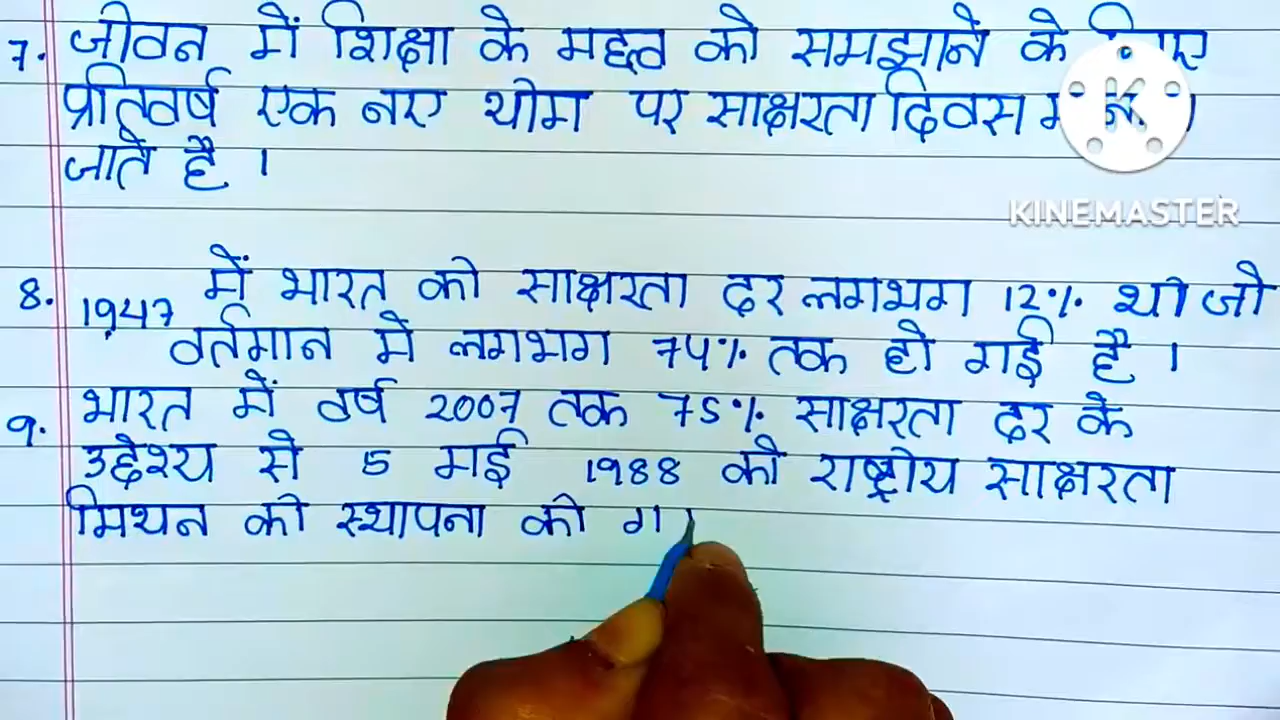 7. जीवन में शिक्षा के महत्व को समझाने के लिए
प्रतिवर्ष एक नए थीम पर साक्षरता दिवस
जाते है ।
KINEMASTER
8. 1947 में भारत की साक्षरता दर लगभग 12% थी जो
वर्तमान में लगभग 74% तक हो गई है ।
9. भारत में वर्ष 2007 तक 75% साक्षरता दर के
उद्देश्य से 5 मई 1988 को राष्ट्रीय साक्षरता
मिशन की स्थापना की ग